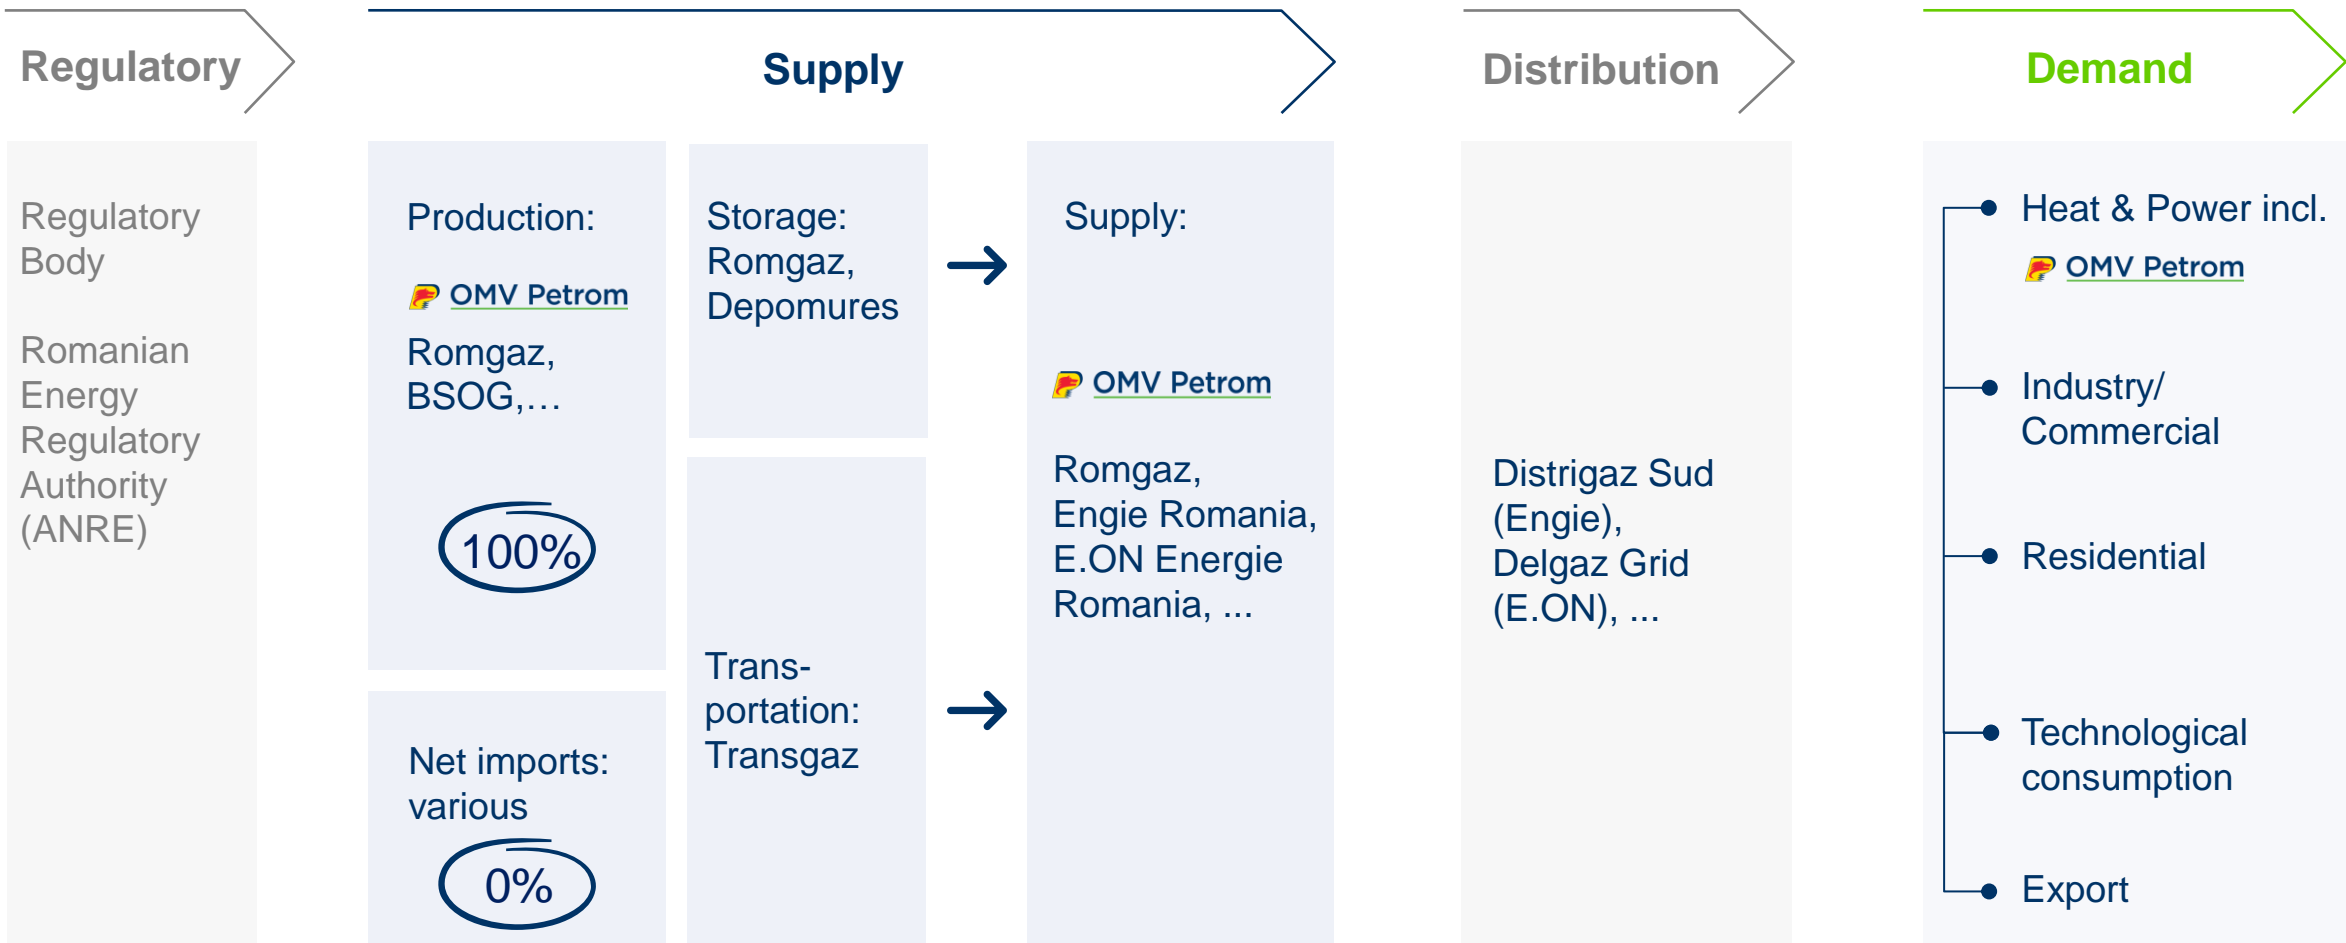 Regulatory
Supply
Distribution
Demand
Regulatory
Body
Romanian
Energy
Regulatory
Authority
(ANRE)
Production:
OMV Petrom
Romgaz,
BSOG,…
100%
Net imports:
various
0%
Storage:
Romgaz,
Depomures
Trans-
portation:
Transgaz
Supply:
OMV Petrom
Romgaz,
Engie Romania,
E.ON Energie
Romania, ...
Distrigaz Sud
(Engie),
Delgaz Grid
(E.ON), ...
Heat & Power incl.
OMV Petrom
Industry/
Commercial
Residential
Technological
consumption
Export